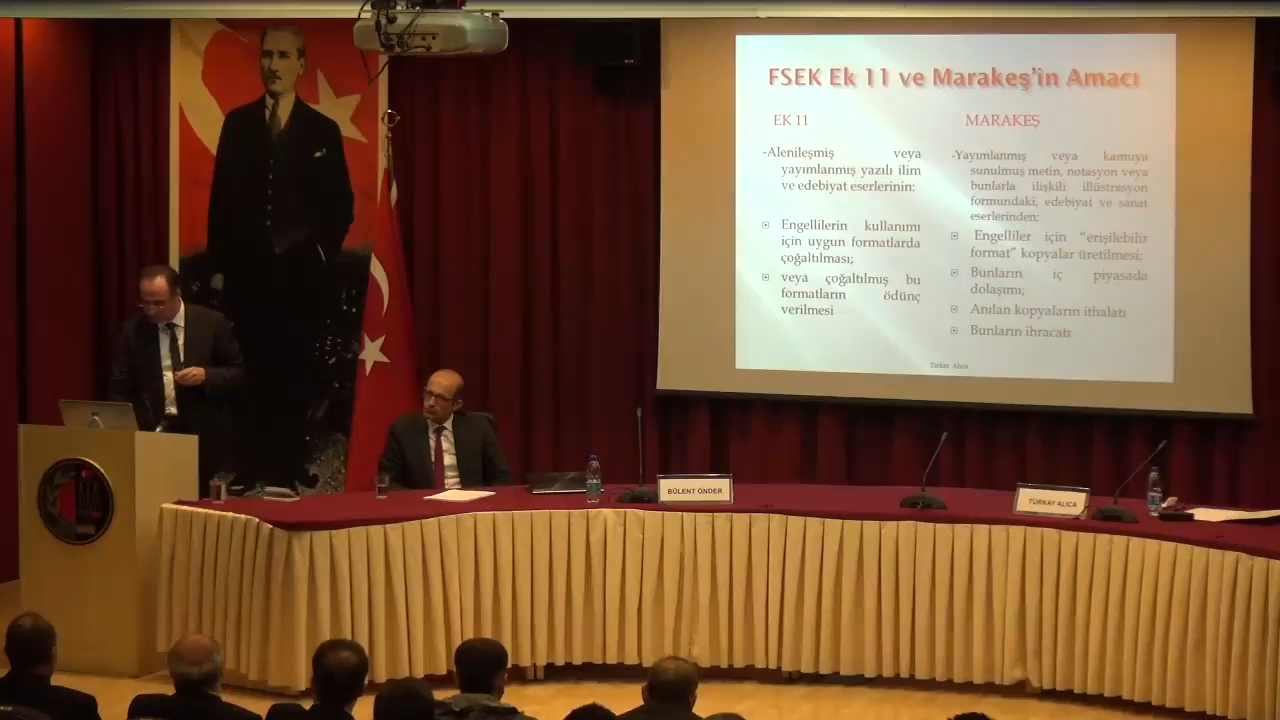 FSEK Ek 11 ve Marakeş'in Amacı
EK 11
-Alenileşmiş veya
yayımlanmış yazılı ilim
ve edebiyat eserlerinin:
Engellilerin kullanımı
için uygun formatlarda
çoğaltılması;
veya çoğaltılmış bu
formatların ödünç
verilmesi
MARAKEŞ
-Yayımlanmış veya kamuya
sunulmuş metin, notasyon veya
bunlarla ilişkili illüstrasyon
formundaki, edebiyat ve sanat
eserlerinden:
Engelliler için "erişilebilir
format" kopyalar üretilmesi;
Bunların iç piyasada
dolaşımı;
Anılan kopyaların ithalatı
Bunların ihracatı
Türkay Alıca
BÜLENT ÖNDER
TÜRKAY ALICA